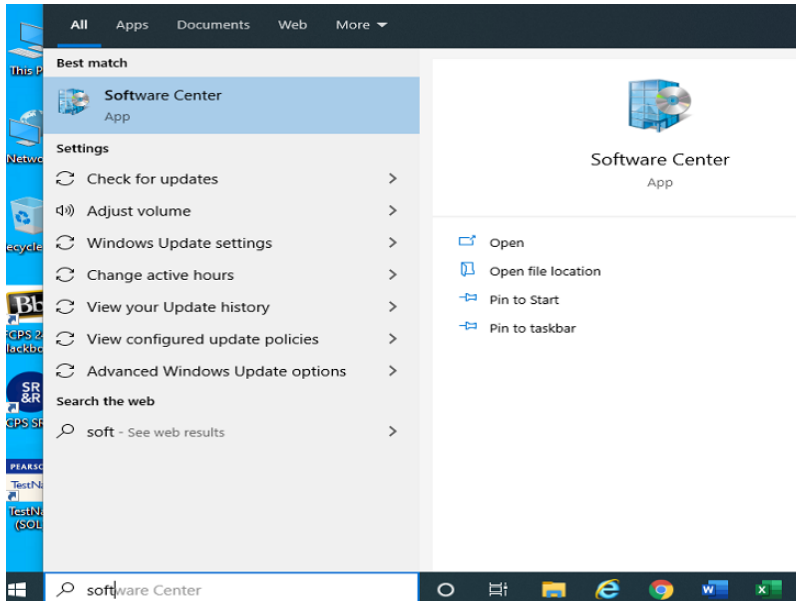 All Apps Documents Web More
Best match
Software Center
App
Settings
Check for updates
Adjust volume
Windows Update settings
Change active hours
View your Update history
View configured update policies
Advanced Windows Update options
Search the web
soft - See web results
Software Center
App
Open
Open file location
Pin to Start
Pin to taskbar
This P
Netwo
ecycle
Bb
FCPS 2
lackbo
SR
&R
CPS SR
PEARSO
TestNa
TestNa
(SOL
software Center